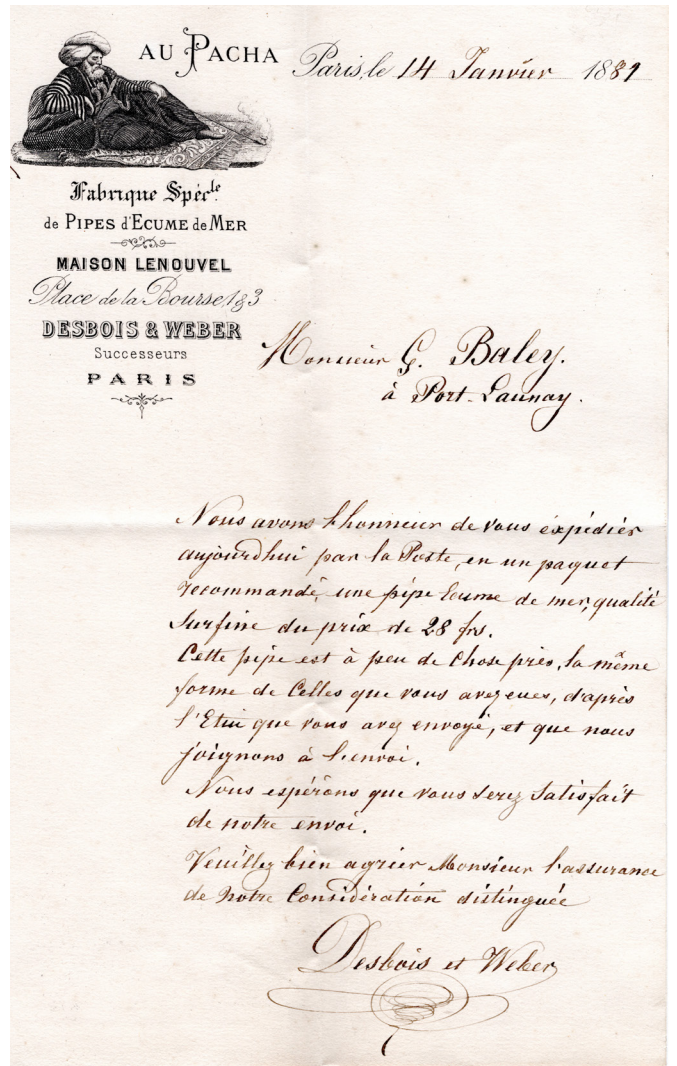 AU PACHA
Paris, le 14 Janvier 1881
Fabrique Spéc.le
de PIPES d'ECUME de MER
MAISON LENOUVEL
Place de la Bourse 1 & 3
DESBOIS & WEBER
Successeurs
PARIS
Monsieur G. Baley.
à Port-Launay.
Nous avons l'honneur de vous éxpédier
aujourd'hui par la Poste, en un paquet
recommandé, une pipe Ecume de mer, qualité
Surfine du prix de 28 frs.
Cette pipe est à peu de Chose près, la même
forme de Celles que vous avez eues, d'après
l'Etui que vous avez envoyé, et que nous
joignons à l'envoi.
Nous espérons que vous serez Satisfait
de notre envoi.
Veuillez bien agréer Monsieur l'assurance
de Notre Considération distinguée
Desbois et Weber